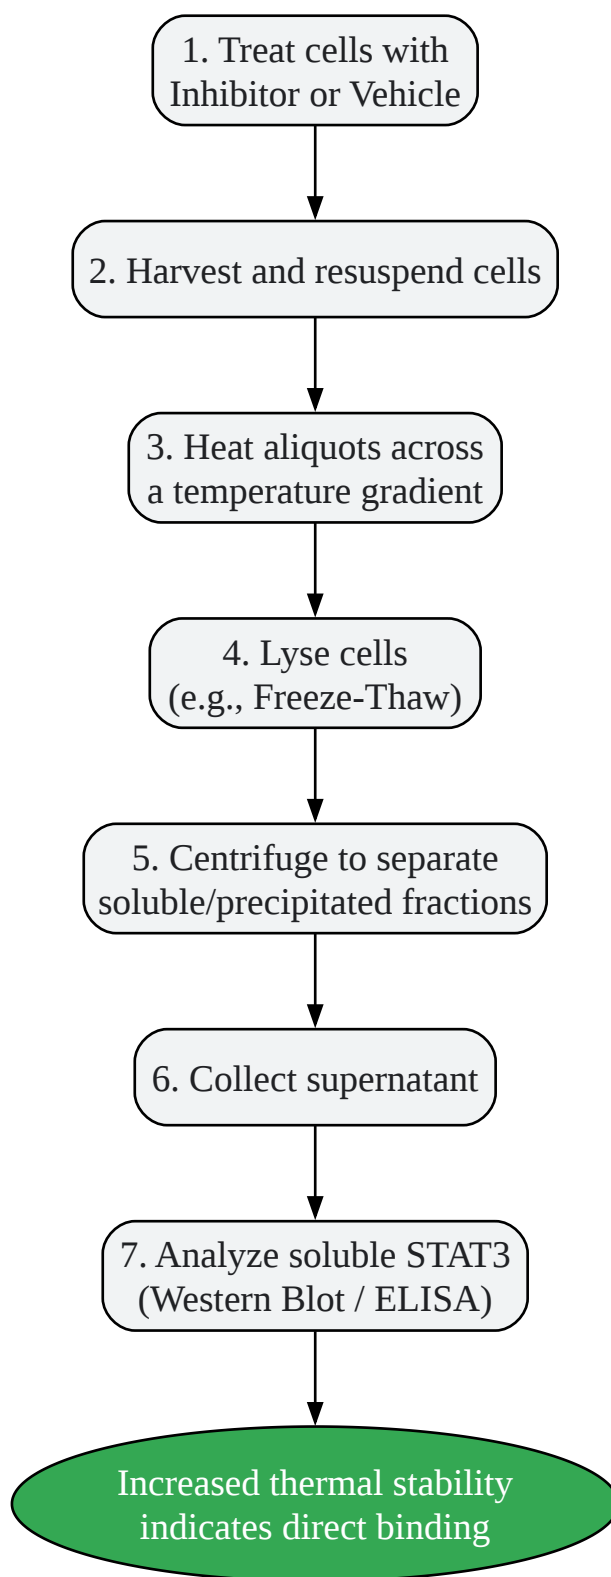 1. Treat cells with
Inhibitor or Vehicle
2. Harvest and resuspend cells
3. Heat aliquots across
a temperature gradient
4. Lyse cells
(e.g., Freeze-Thaw)
5. Centrifuge to separate
soluble/precipitated fractions
6. Collect supernatant
7. Analyze soluble STAT3
(Western Blot / ELISA)
Increased thermal stability
indicates direct binding